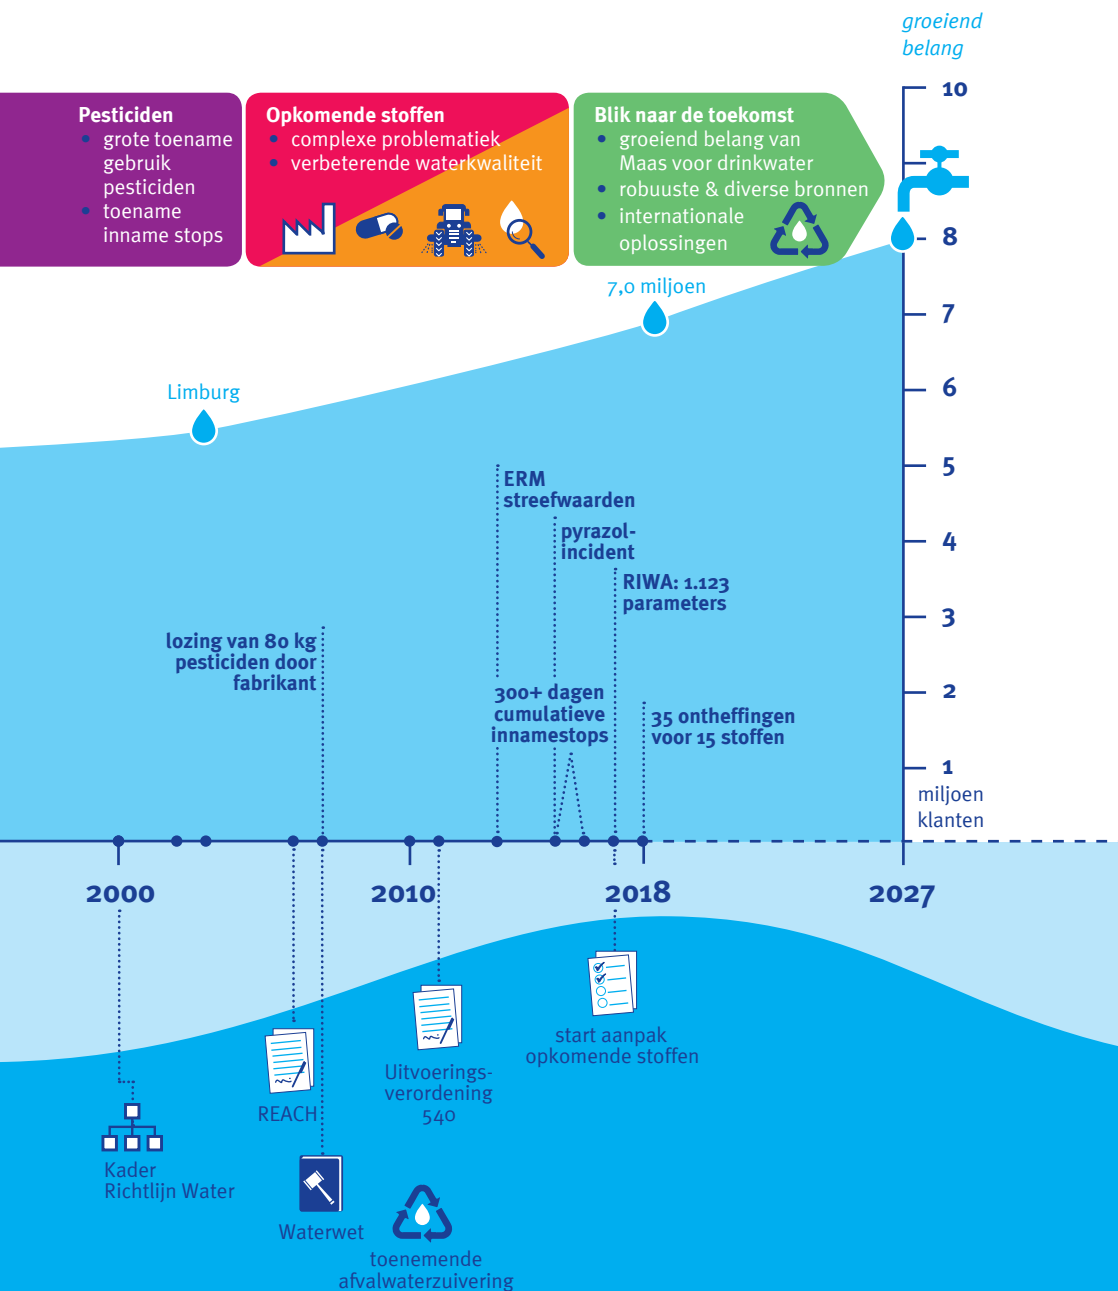 groeiend
belang
Pesticiden
• grote toename
gebruik
pesticiden
• toename
inname stops
Opkomende stoffen
• complexe problematiek
• verbeterende waterkwaliteit
Blik naar de toekomst
• groeiend belang van
Maas voor drinkwater
• robuuste & diverse bronnen
• internationale
oplossingen
10
8
7
6
5
4
3
2
1
miljoen
klanten
7,0 miljoen
Limburg
ERM
streefwaarden
pyrazol-
incident
RIWA: 1.123
parameters
lozing van 80 kg
pesticiden door
fabrikant
300+ dagen
cumulatieve
innamestops
35 ontheffingen
voor 15 stoffen
2000
2010
2018
2027
start aanpak
opkomende stoffen
Uitvoerings-
verordening
540
REACH
Kader
Richtlijn Water
Waterwet
toenemende
afvalwaterzuivering